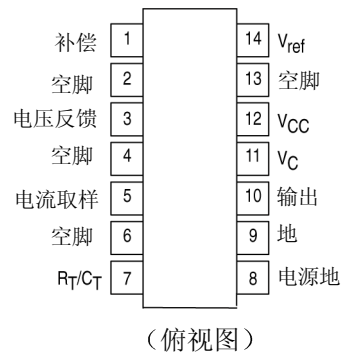 补偿 1 14 Vref
空脚 2 13 空脚
电压反馈 3 12 VCC
空脚 4 11 VC
电流取样 5 10 输出
空脚 6 9 地
RT/CT 7 8 电源地
（俯视图）